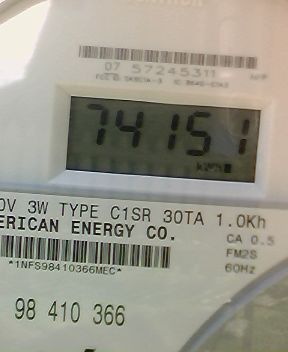 07 57245311
74151
0V 3W TYPE C1SR 30TA 1.0Kh
ERICAN ENERGY CO.
CA 0.5
FM2S
*1NFS98410366MEC*
60Hz
98 410 366